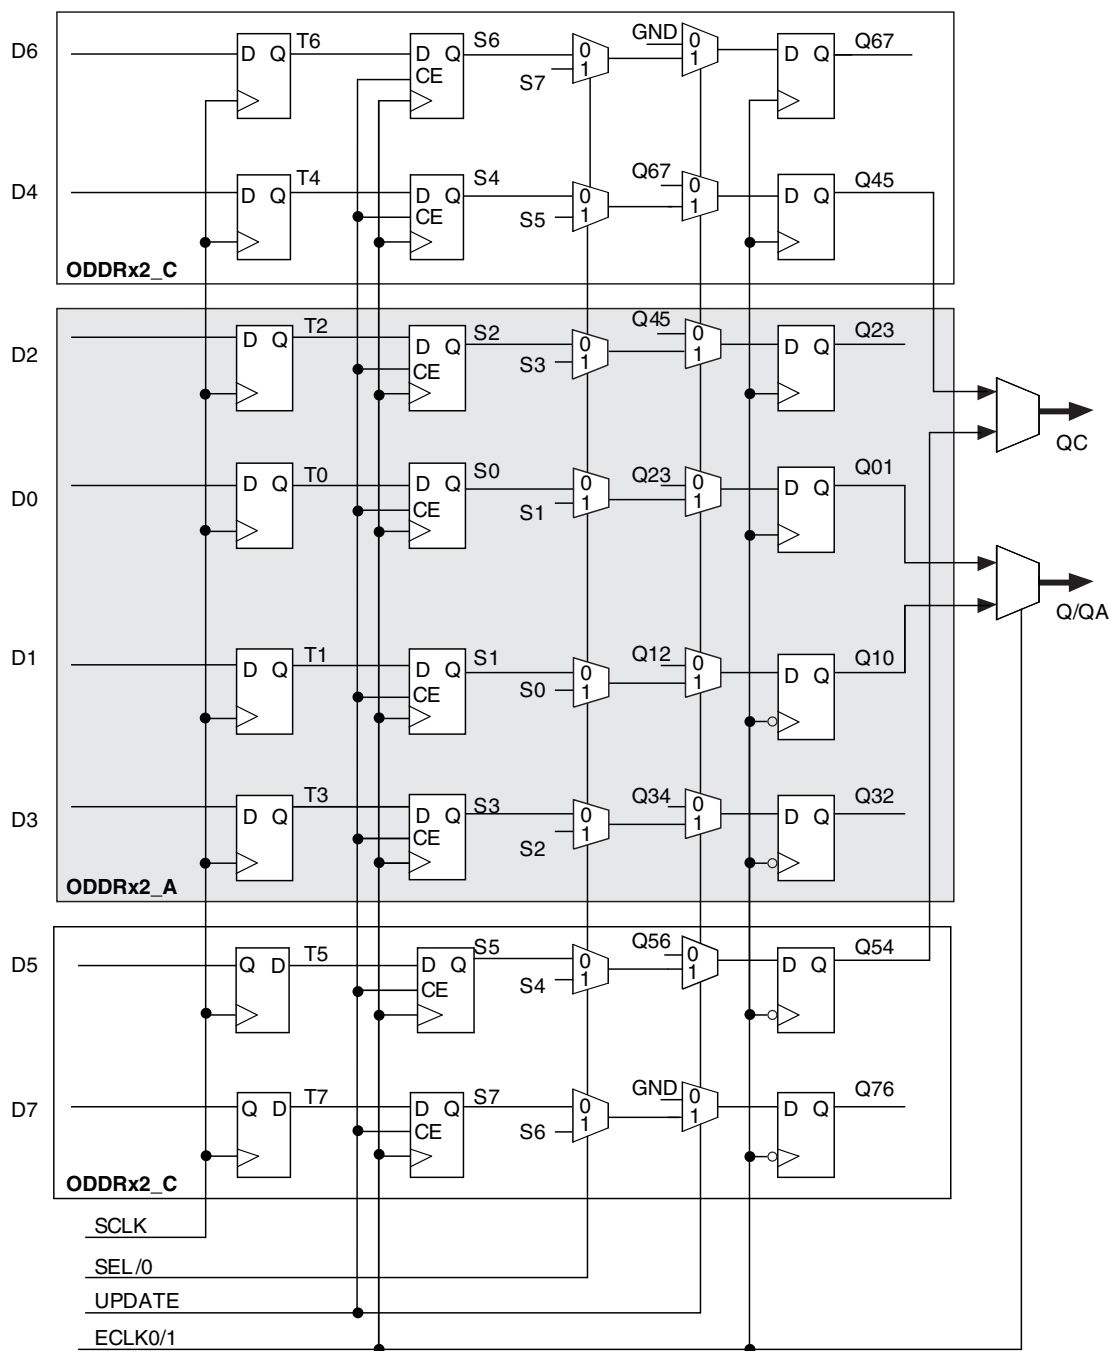 D6 D Q T6 D Q S6 0 GND 0 D Q Q67
CE 1 1
S7
D4 D Q T4 D Q S4 0 Q67 0 D Q Q45
CE 1 1
S5
ODDRx2_C
D2 D Q T2 D Q S2 0 Q45 0 D Q Q23
CE 1 1
S3
QC
D0 D Q T0 D Q S0 0 Q23 0 D Q Q01
CE 1 1
S1
Q/QA
D1 D Q T1 D Q S1 0 Q12 0 D Q Q10
CE 1 1
S0
D3 D Q T3 D Q S3 0 Q34 0 D Q Q32
CE 1 1
S2
ODDRx2_A
D5 Q D T5 D Q S5 0 Q56 0 D Q Q54
CE 1 1
S4
D7 Q D T7 D Q S7 0 GND 0 D Q Q76
CE 1 1
S6
ODDRx2_C
SCLK
SEL/0
UPDATE
ECLK0/1